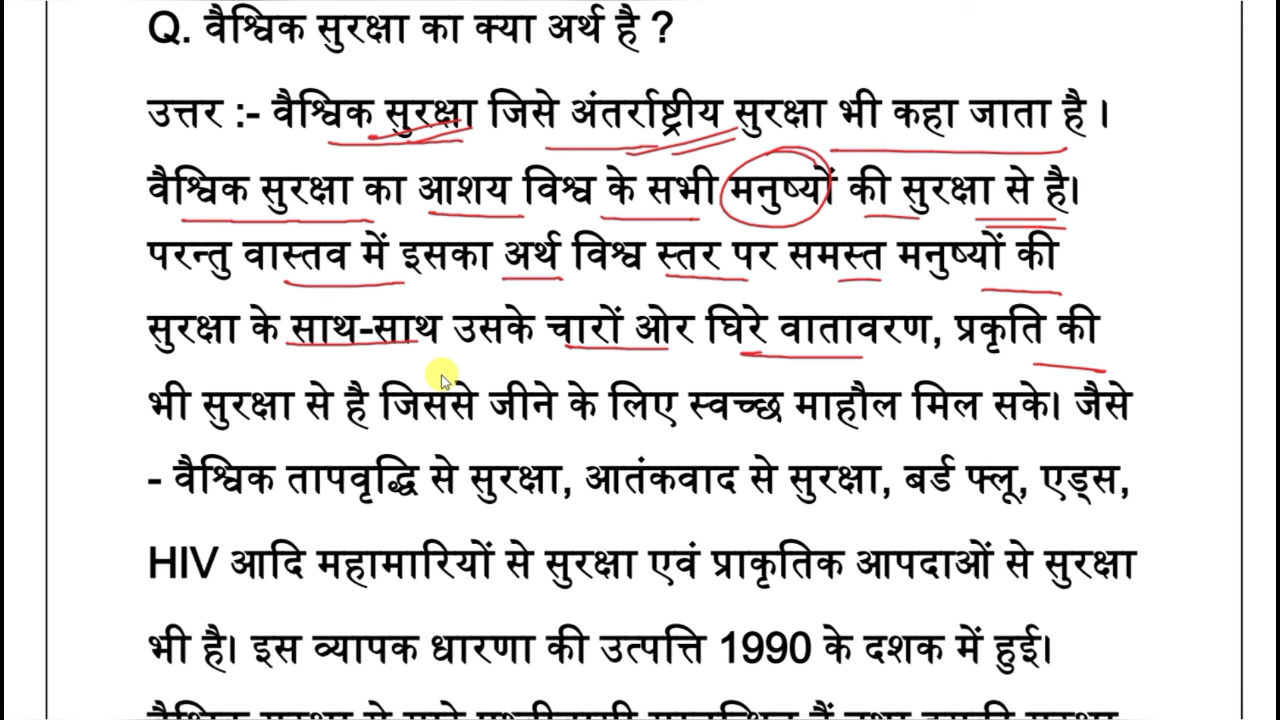 Q. वैश्विक सुरक्षा का क्या अर्थ है ?
उत्तर :- वैश्विक सुरक्षा जिसे अंतर्राष्ट्रीय सुरक्षा भी कहा जाता है ।
वैश्विक सुरक्षा का आशय विश्व के सभी मनुष्यों की सुरक्षा से है।
परन्तु वास्तव में इसका अर्थ विश्व स्तर पर समस्त मनुष्यों की
सुरक्षा के साथ-साथ उसके चारों ओर घिरे वातावरण, प्रकृति की
भी सुरक्षा से है जिससे जीने के लिए स्वच्छ माहौल मिल सके। जैसे
- वैश्विक तापवृद्धि से सुरक्षा, आतंकवाद से सुरक्षा, बर्ड फ्लू, एड्स,
HIV आदि महामारियों से सुरक्षा एवं प्राकृतिक आपदाओं से सुरक्षा
भी है। इस व्यापक धारणा की उत्पत्ति 1990 के दशक में हुई।